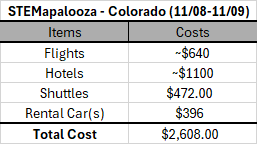 STEMapalooza - Colorado (11/08-11/09)
Items Costs
Flights ~$640
Hotels ~$1100
Shuttles $472.00
Rental Car(s) $396
Total Cost $2,608.00